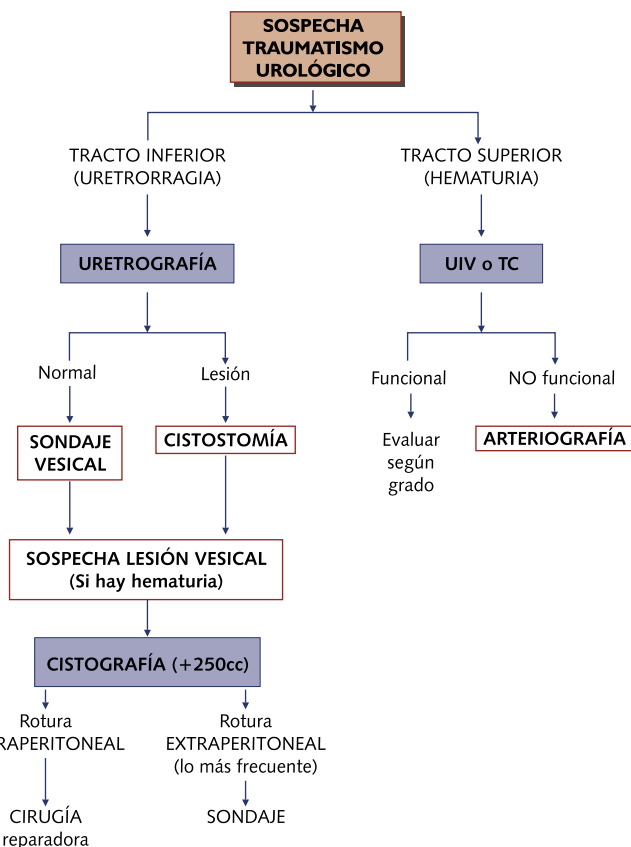 SOSPECHA
TRAUMATISMO
UROLÓGICO
TRACTO INFERIOR
(URETRORRAGIA)
TRACTO SUPERIOR
(HEMATURIA)
URETROGRAFÍA
UIV o TC
Normal
Lesión
Funcional
NO funcional
SONDAJE
VESICAL
CISTOSTOMÍA
Evaluar
según
grado
ARTERIOGRAFÍA
SOSPECHA LESIÓN VESICAL
(Si hay hematuria)
CISTOGRAFÍA (+250cc)
Rotura
RAPERITONEAL
Rotura
EXTRAPERITONEAL
(lo más frecuente)
CIRUGÍA
reparadora
SONDAJE